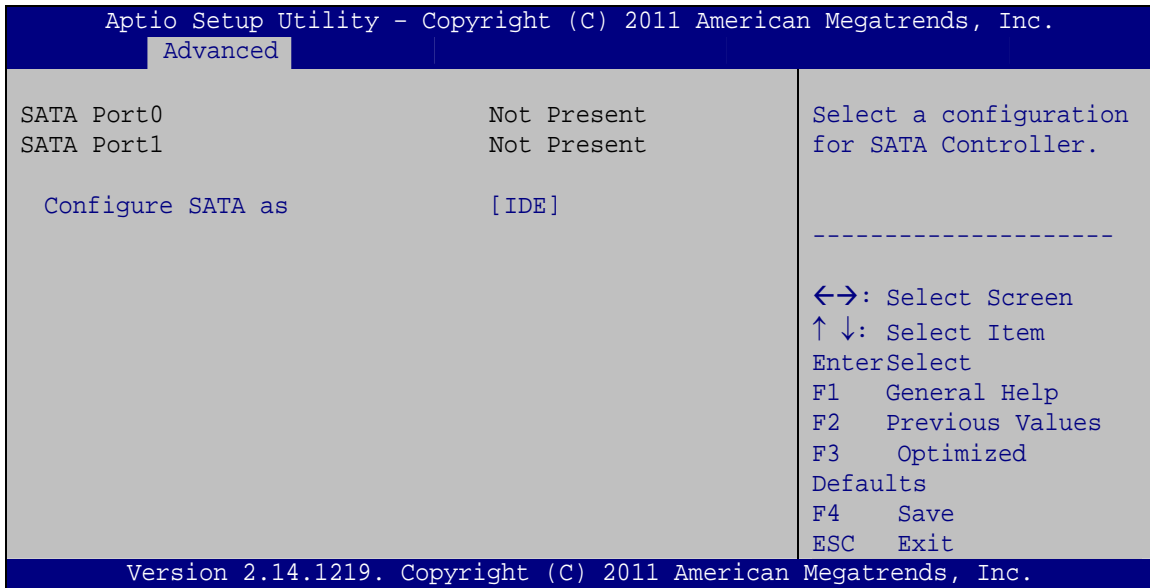 Aptio Setup Utility – Copyright (C) 2011 American Megatrends, Inc.
Advanced
SATA Port0 Not Present
SATA Port1 Not Present
Configure SATA as [IDE]
Select a configuration
for SATA Controller.
---------------------
←→: Select Screen
↑ ↓: Select Item
EnterSelect
F1 General Help
F2 Previous Values
F3 Optimized
Defaults
F4 Save
ESC Exit
Version 2.14.1219. Copyright (C) 2011 American Megatrends, Inc.